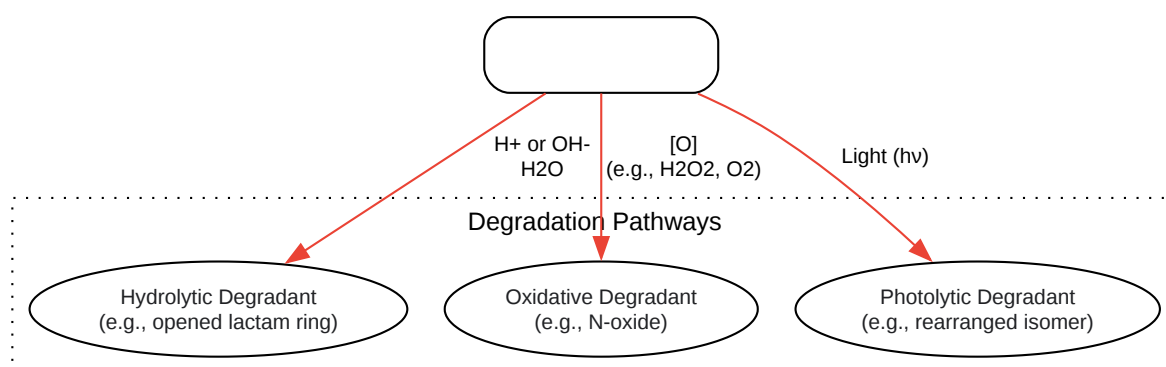 H+ or OH-
H2O
[O]
(e.g., H2O2, O2)
Light (hν)
Degradation Pathways
Hydrolytic Degradant
(e.g., opened lactam ring)
Oxidative Degradant
(e.g., N-oxide)
Photolytic Degradant
(e.g., rearranged isomer)